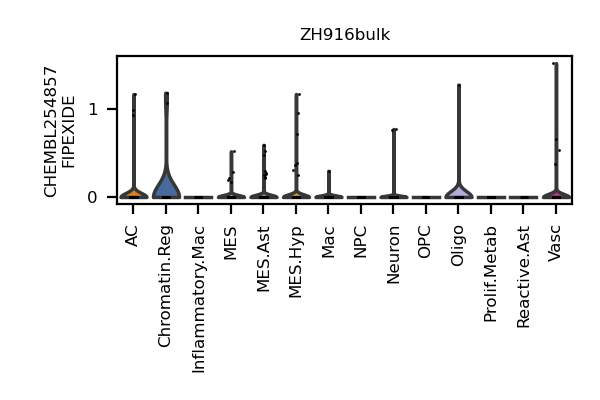 ZH916bulk
CHEMBL254857
FIPEXIDE
1
0
AC
Chromatin.Reg
Inflammatory.Mac
MES
MES.Ast
MES.Hyp
Mac
NPC
Neuron
OPC
Oligo
Prolif.Metab
Reactive.Ast
Vasc